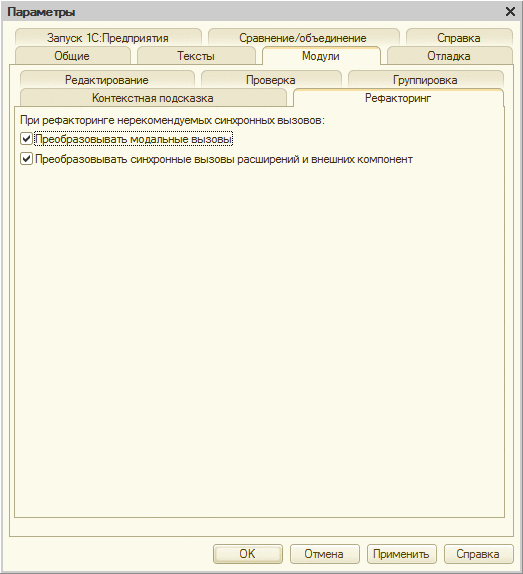 Параметры
Запуск 1С:Предприятия Сравнение/объединение Справка
Общие Тексты Модули Отладка
Редактирование Проверка Группировка
Контекстная подсказка Рефакторинг
При рефакторинге нерекомендуемых синхронных вызовов:
Преобразовывать модальные вызовы
Преобразовывать синхронные вызовы расширений и внешних компонент
OK Отмена Применить Справка